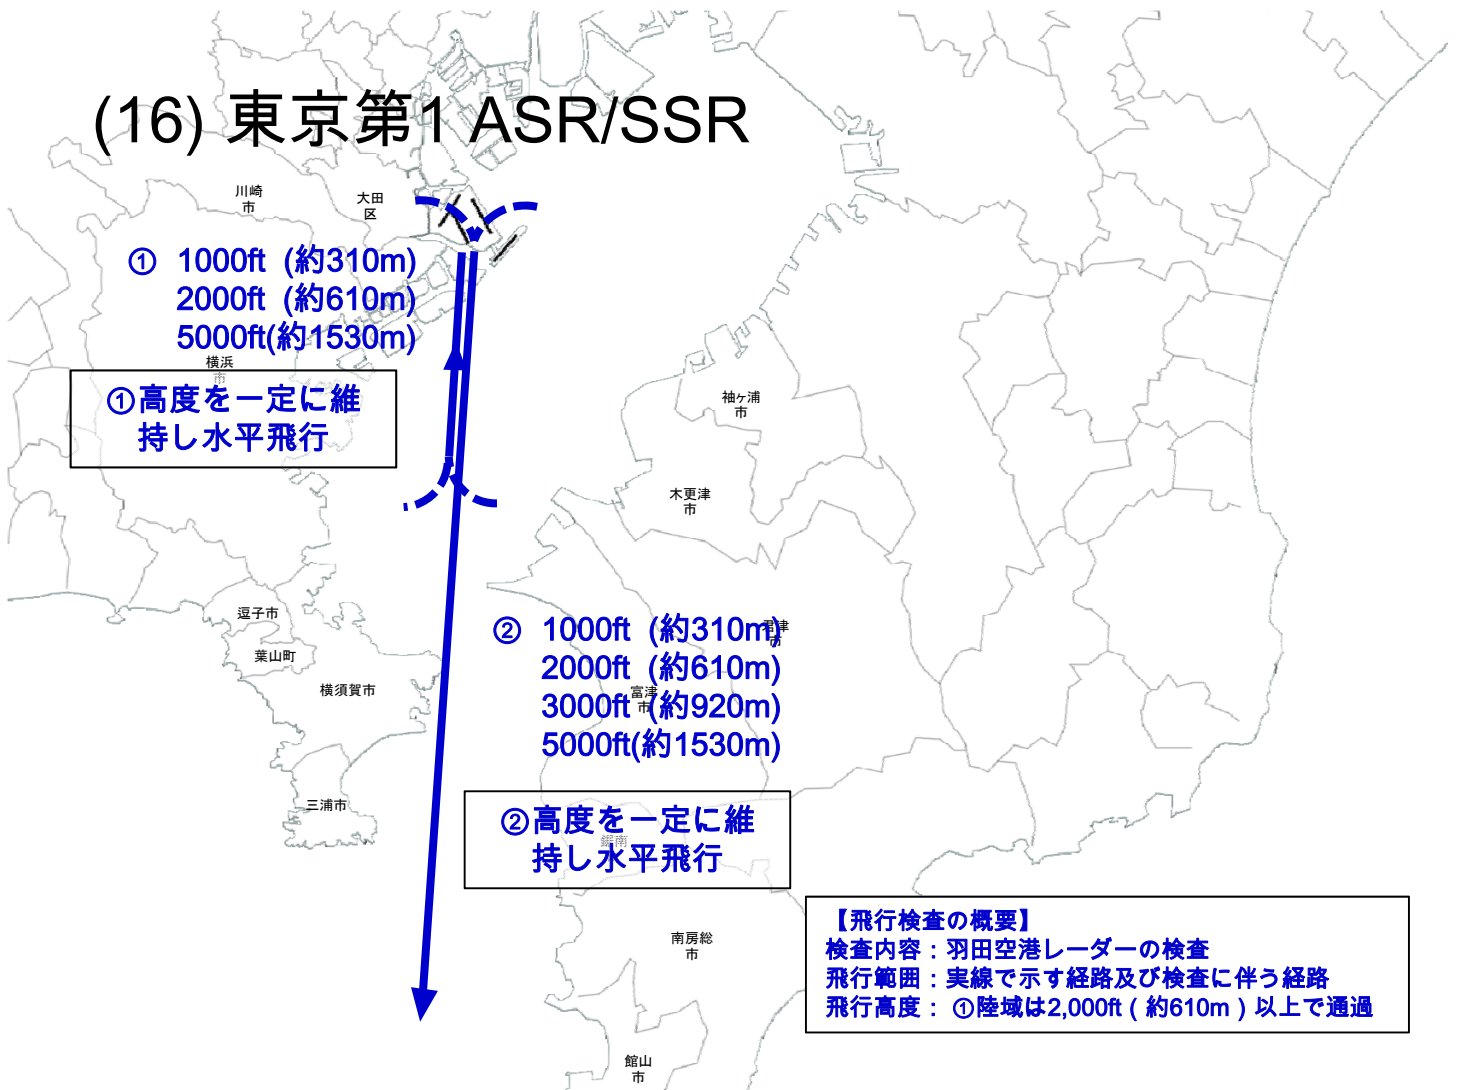 (16) 東京第1 ASR/SSR
川崎
市
大田
区
① 1000ft (約310m)
2000ft (約610m)
5000ft(約1530m)
横浜
市
①高度を一定に維
持し水平飛行
袖ヶ浦
市
木更津
市
逗子市
葉山町
横須賀市
三浦市
② 1000ft (約310m)
2000ft (約610m)
3000ft (約920m)
5000ft(約1530m)
君津
市
富津
市
②高度を一定に維
持し水平飛行
鋸南
南房総
市
館山
市
【飛行検査の概要】
検査内容：羽田空港レーダーの検査
飛行範囲：実線で示す経路及び検査に伴う経路
飛行高度： ①陸域は2,000ft ( 約610m ) 以上で通過